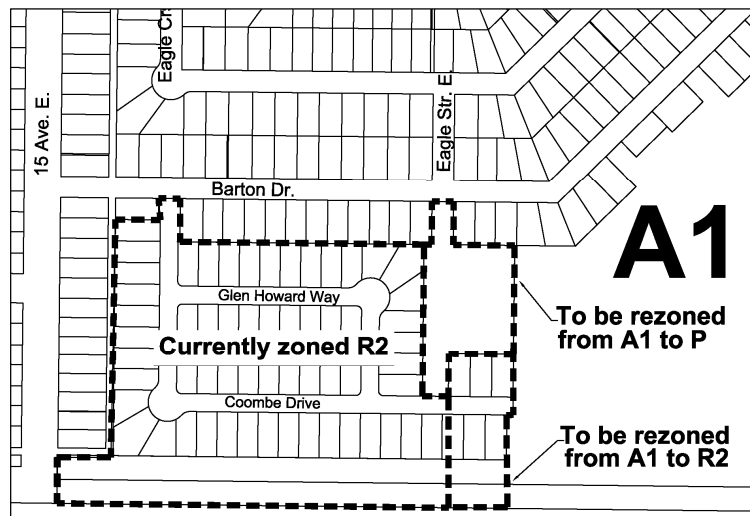 Eagle Cr.
15 Ave. E.
Eagle Str. E.
Barton Dr.
A1
Glen Howard Way
To be rezoned
from A1 to P
Currently zoned R2
Coombe Drive
To be rezoned
from A1 to R2